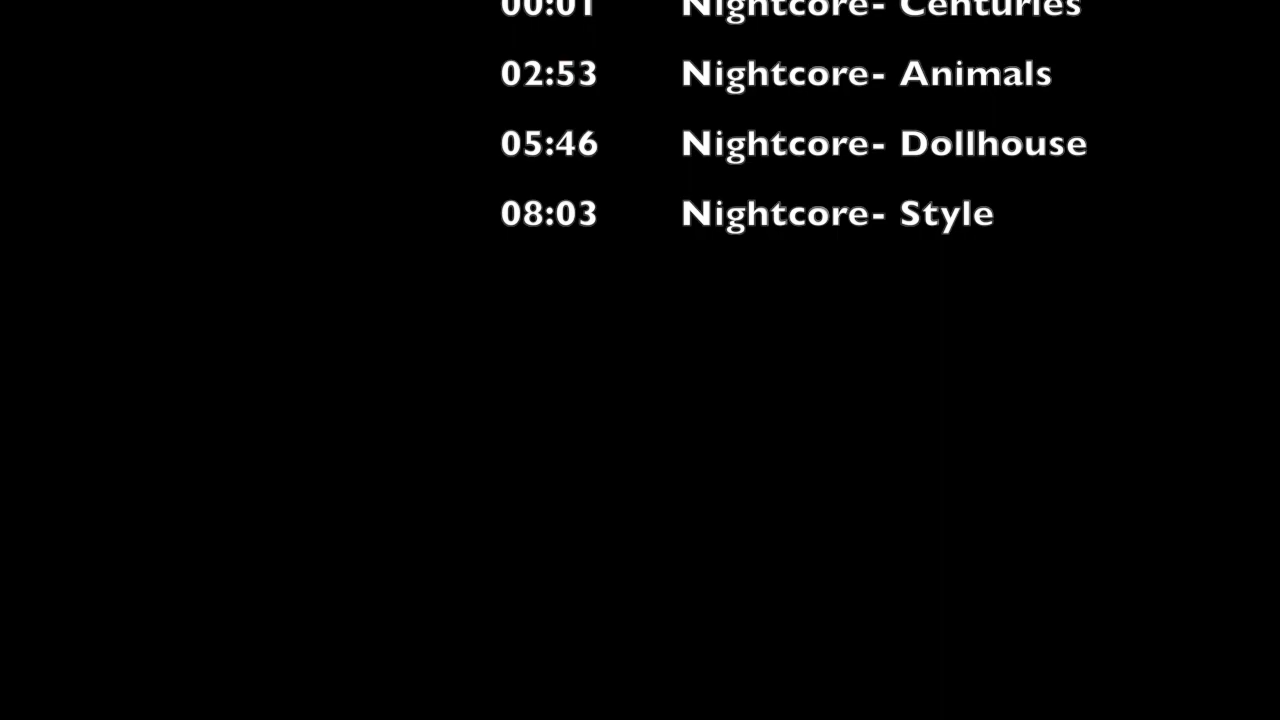 00:01 Nightcore- Centuries
02:53 Nightcore- Animals
05:46 Nightcore- Dollhouse
08:03 Nightcore- Style